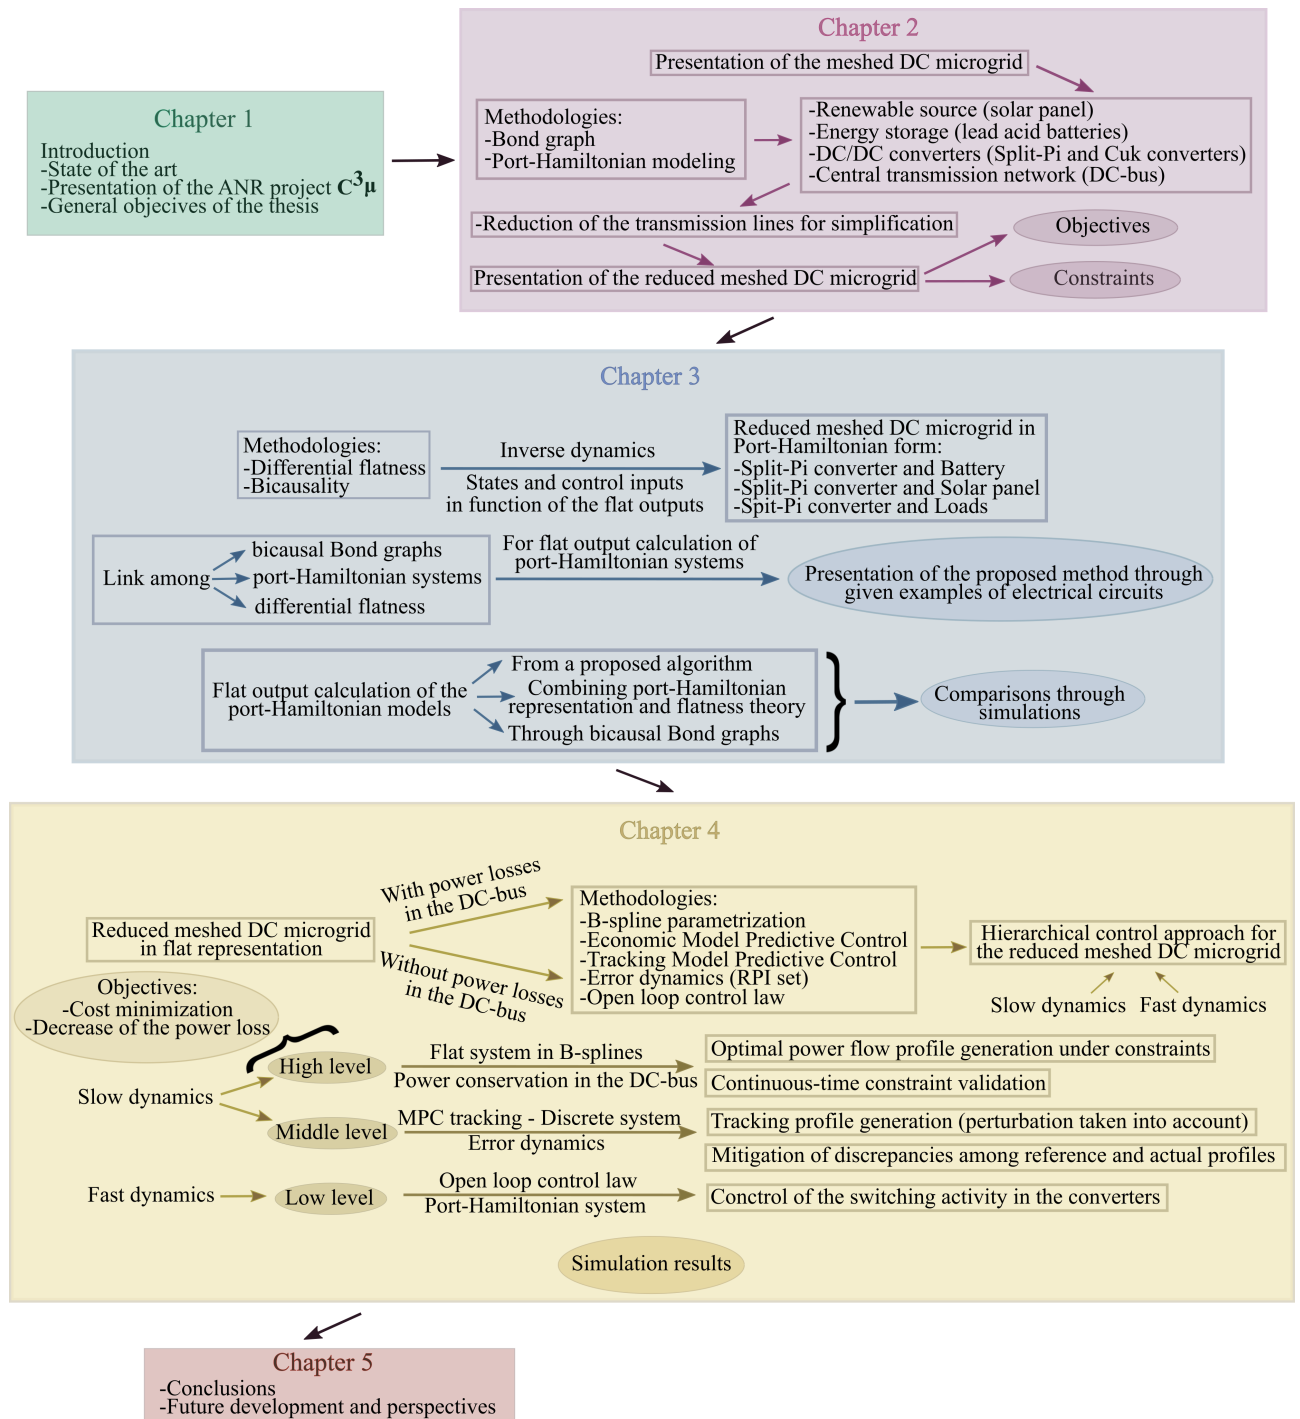 Chapter 1
Introduction
-State of the art
-Presentation of the ANR project C³μ
-General objecives of the thesis
Chapter 2
Presentation of the meshed DC microgrid
Methodologies:
-Bond graph
-Port-Hamiltonian modeling
-Renewable source (solar panel)
-Energy storage (lead acid batteries)
-DC/DC converters (Split-Pi and Cuk converters)
-Central transmission network (DC-bus)
-Reduction of the transmission lines for simplification
Presentation of the reduced meshed DC microgrid
Objectives
Constraints
Chapter 3
Methodologies:
-Differential flatness
-Bicausality
Inverse dynamics
States and control inputs
in function of the flat outputs
Reduced meshed DC microgrid in
Port-Hamiltonian form:
-Split-Pi converter and Battery
-Split-Pi converter and Solar panel
-Spit-Pi converter and Loads
Link among
bicausal Bond graphs
port-Hamiltonian systems
differential flatness
For flat output calculation of
port-Hamiltonian systems
Presentation of the proposed method through
given examples of electrical circuits
Flat output calculation of the
port-Hamiltonian models
From a proposed algorithm
Combining port-Hamiltonian
representation and flatness theory
Through bicausal Bond graphs
Comparisons through
simulations
Chapter 4
Reduced meshed DC microgrid
in flat representation
With power losses
in the DC-bus
Without power losses
in the DC-bus
Methodologies:
-B-spline parametrization
-Economic Model Predictive Control
-Tracking Model Predictive Control
-Error dynamics (RPI set)
-Open loop control law
Hierarchical control approach for
the reduced meshed DC microgrid
Slow dynamics
Fast dynamics
Objectives:
-Cost minimization
-Decrease of the power loss
Slow dynamics
High level
Flat system in B-splines
Power conservation in the DC-bus
Optimal power flow profile generation under constraints
Continuous-time constraint validation
Middle level
MPC tracking - Discrete system
Error dynamics
Tracking profile generation (perturbation taken into account)
Mitigation of discrepancies among reference and actual profiles
Fast dynamics
Low level
Open loop control law
Port-Hamiltonian system
Conctrol of the switching activity in the converters
Simulation results
Chapter 5
-Conclusions
-Future development and perspectives